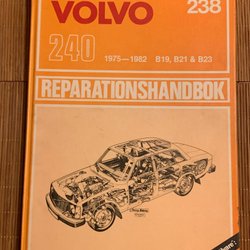 VOLVO 238
240 1975—1982 B19, B21 & B23
REPARATIONSHANDBOK